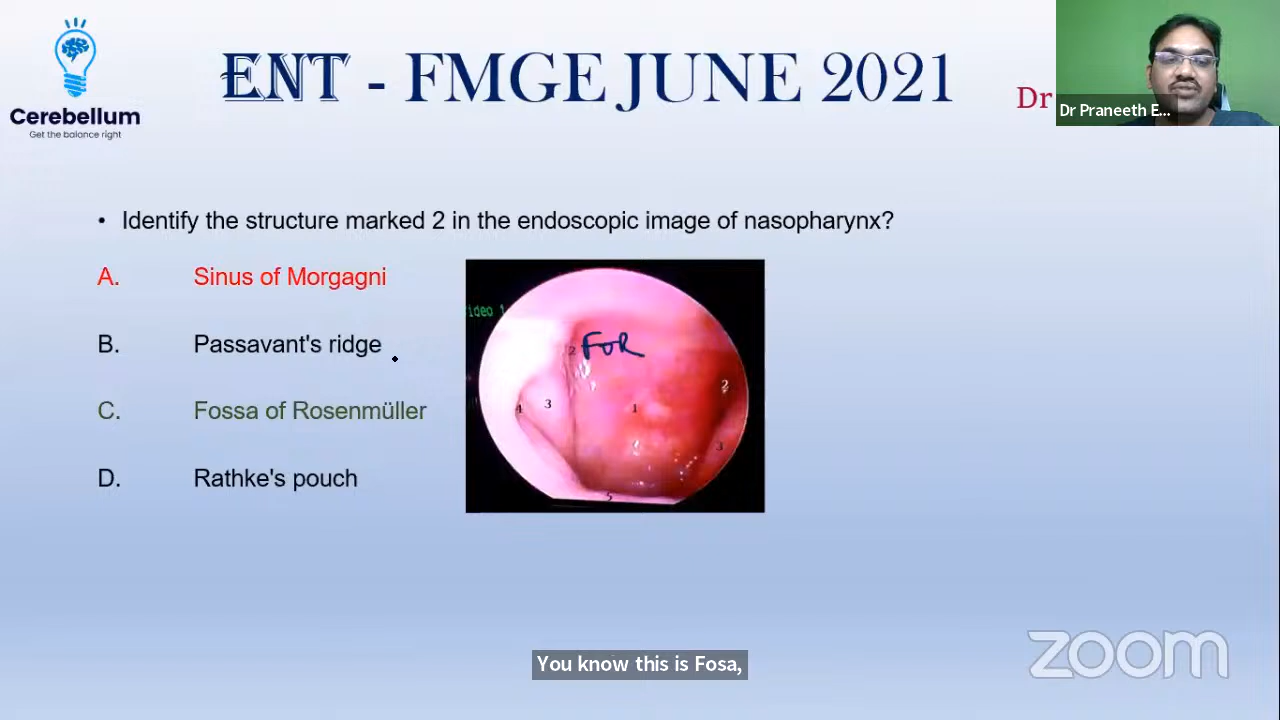 Cerebellum
Get the balance right
ENT - FMGE JUNE 2021
Dr
Dr Praneeth E...
• Identify the structure marked 2 in the endoscopic image of nasopharynx?
A. Sinus of Morgagni
B. Passavant's ridge
C. Fossa of Rosenmüller
D. Rathke's pouch
ideo 1
2 FOR
2
4 3 1
3
5
You know this is Fosa,
zoom